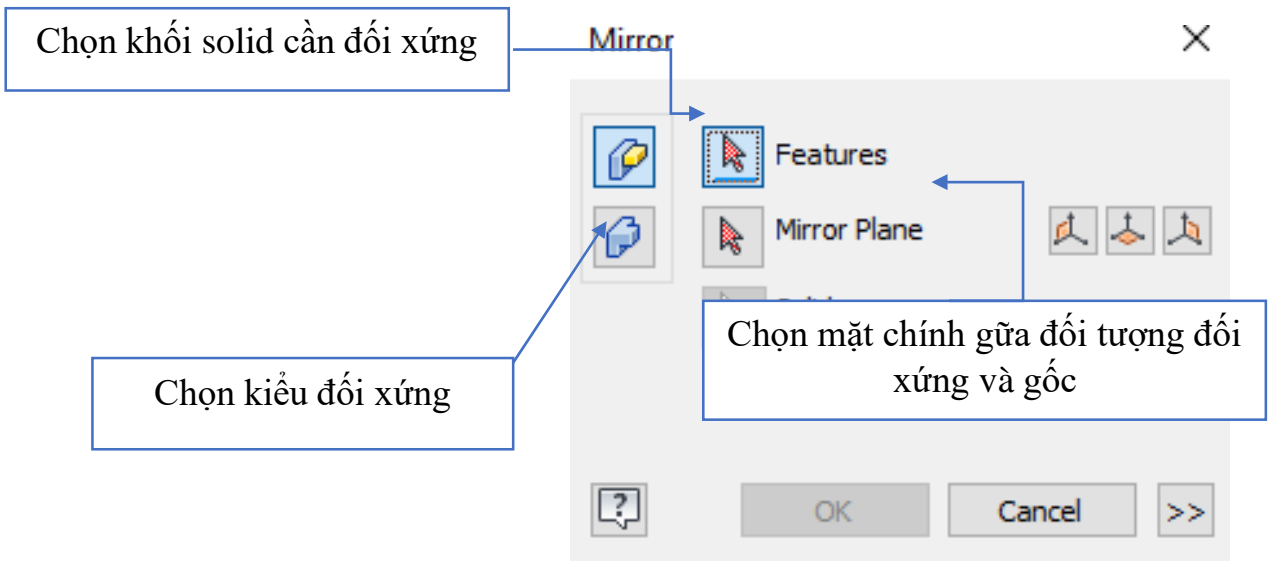 Chọn khối solid cần đối xứng
Mirror
Features
Mirror Plane
Chọn mặt chính gữa đối tượng đối
xứng và gốc
Chọn kiểu đối xứng
OK
Cancel
>>